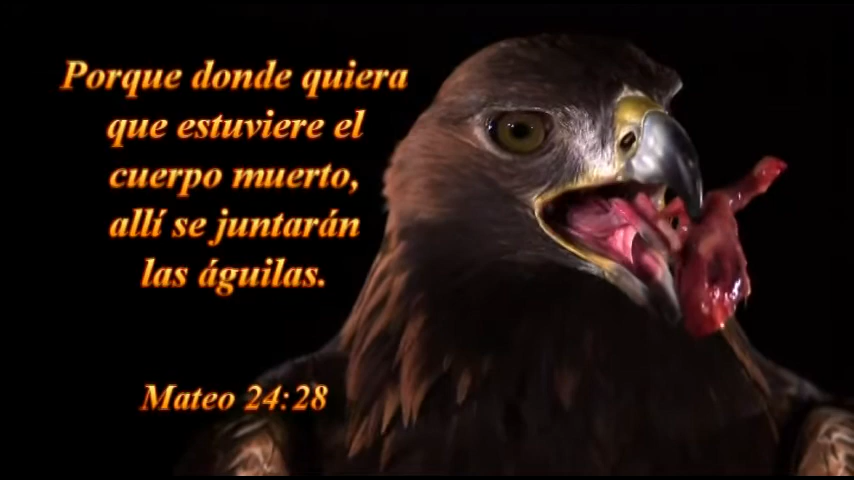 Porque donde quiera
que estuviere el
cuerpo muerto,
allí se juntarán
las águilas.
Mateo 24:28